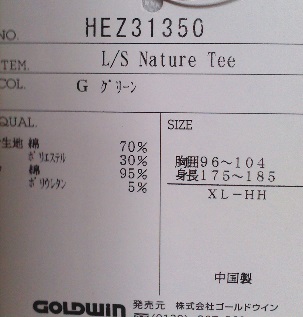 NO. HEZ31350
ITEM. L/S Nature Tee
COL. G グリーン
QUAL.
生地 綿 70%
ポリエステル 30%
綿 95%
ポリウレタン 5%
SIZE
胸囲96〜104
身長175〜185
XL-HH
中国製
GOLDWIN 発売元 株式会社ゴールドウイン